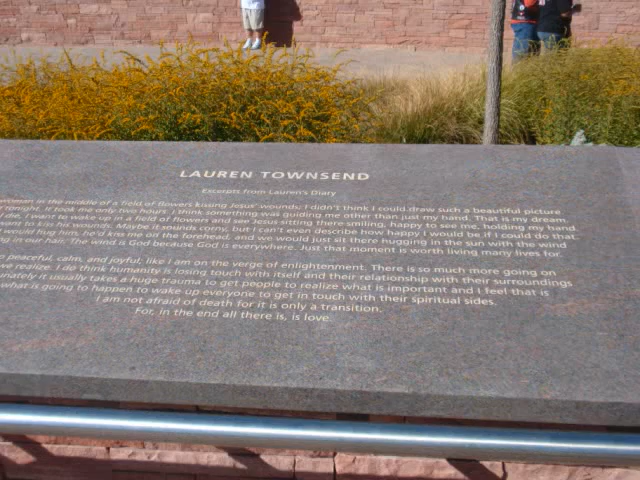 LAUREN TOWNSEND
Excerpts from Lauren's Diary
woman in the middle of a field of flowers kissing Jesus' wounds; I didn't think I could draw such a beautiful picture
tonight. It took me only two hours. I think something was guiding me other than just my hand. That is my dream.
I die, I want to wake up in a field of flowers and see Jesus sitting there smiling, happy to see me, holding my hand
want to kiss his wounds. Maybe it sounds corny, but I can't even describe how happy I would be if I could do that.
I would hug him, he'd kiss me on the forehead, and we would just sit there hugging in the sun with the wind
in our hair. The wind is God because God is everywhere. Just that moment is worth living many lives for.
peaceful, calm, and joyful; like I am on the verge of enlightenment. There is so much more going on
we realize. I do think humanity is losing touch with itself and their relationship with their surroundings
it usually takes a huge trauma to get people to realize what is important and I feel that is
what is going to happen to wake up everyone to get in touch with their spiritual sides.
I am not afraid of death for it is only a transition.
For, in the end all there is, is love.